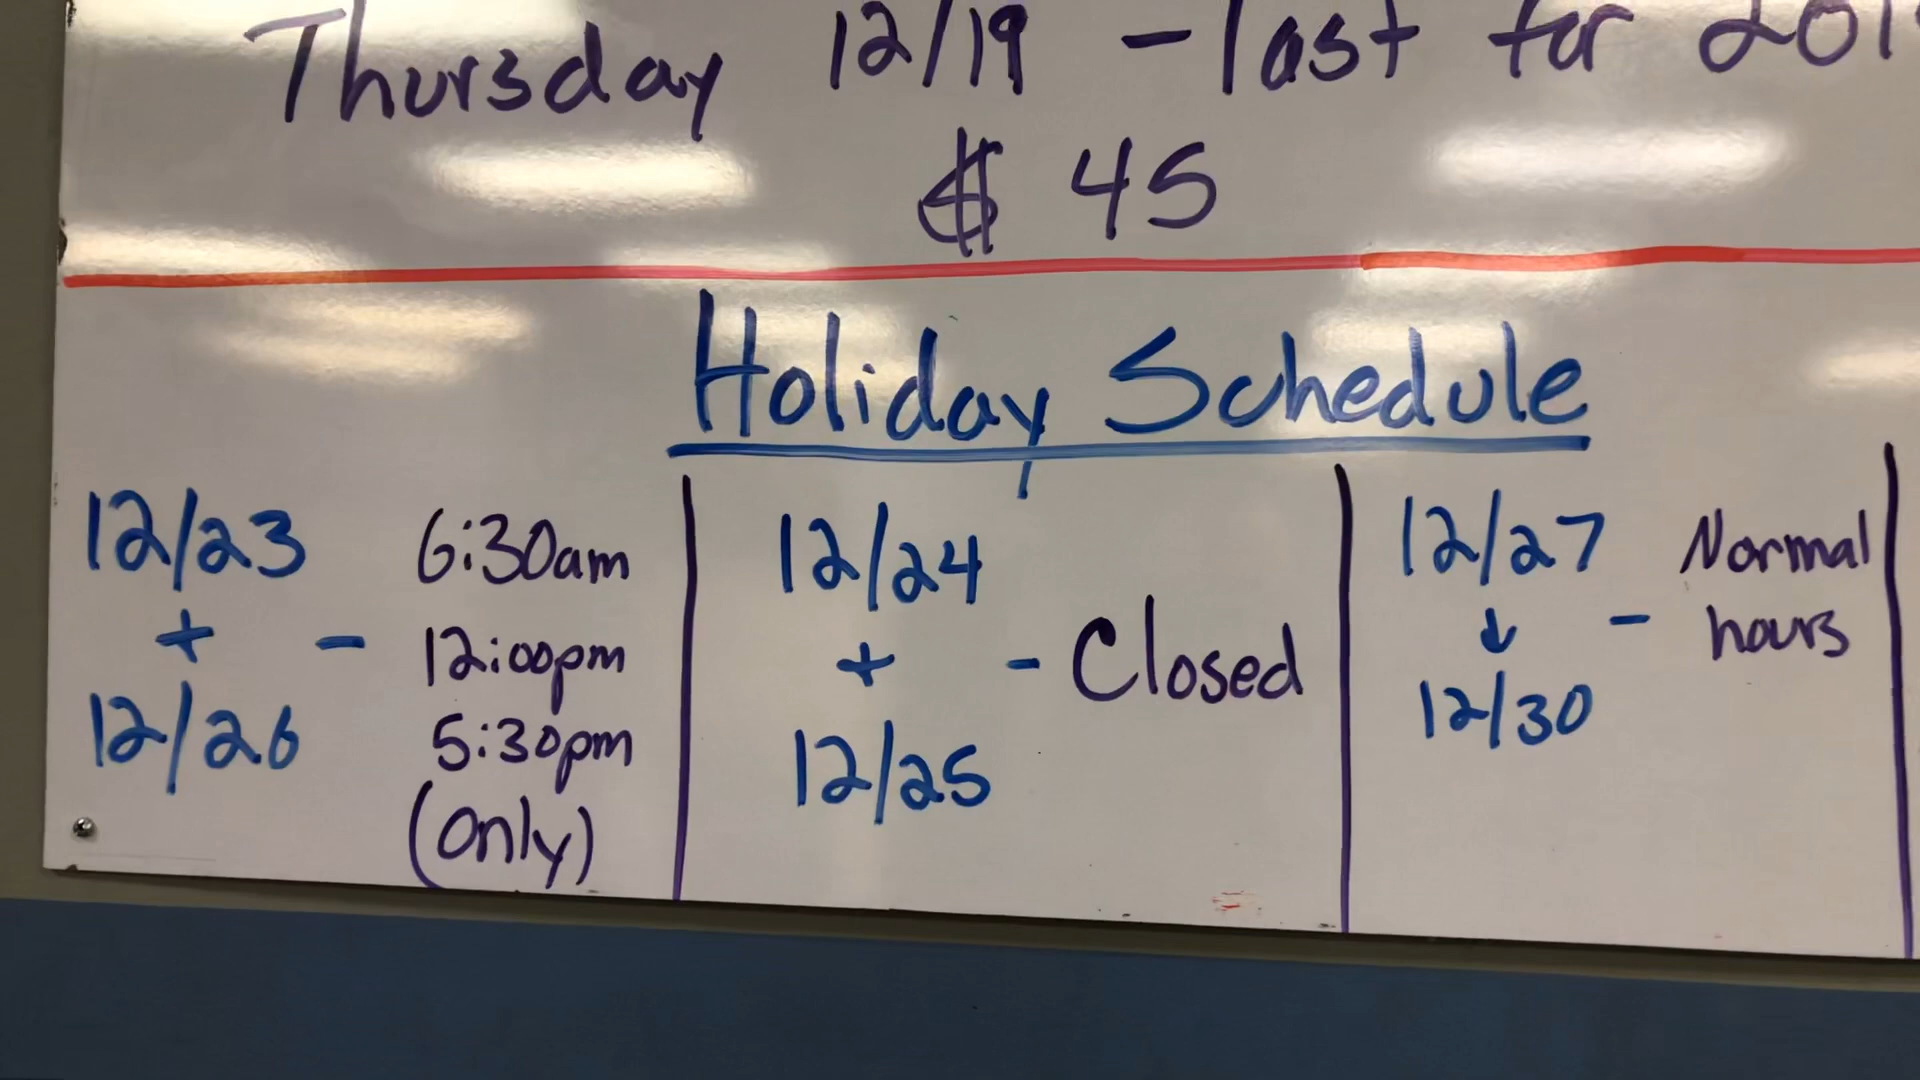 Thursday 12/19 - last for 201
$ 45
Holiday Schedule
12/23
+ -
12/26
6:30am
12:00pm
5:30pm
(only)
12/24
+ - Closed
12/25
12/27
↓ -
12/30
Normal
hours